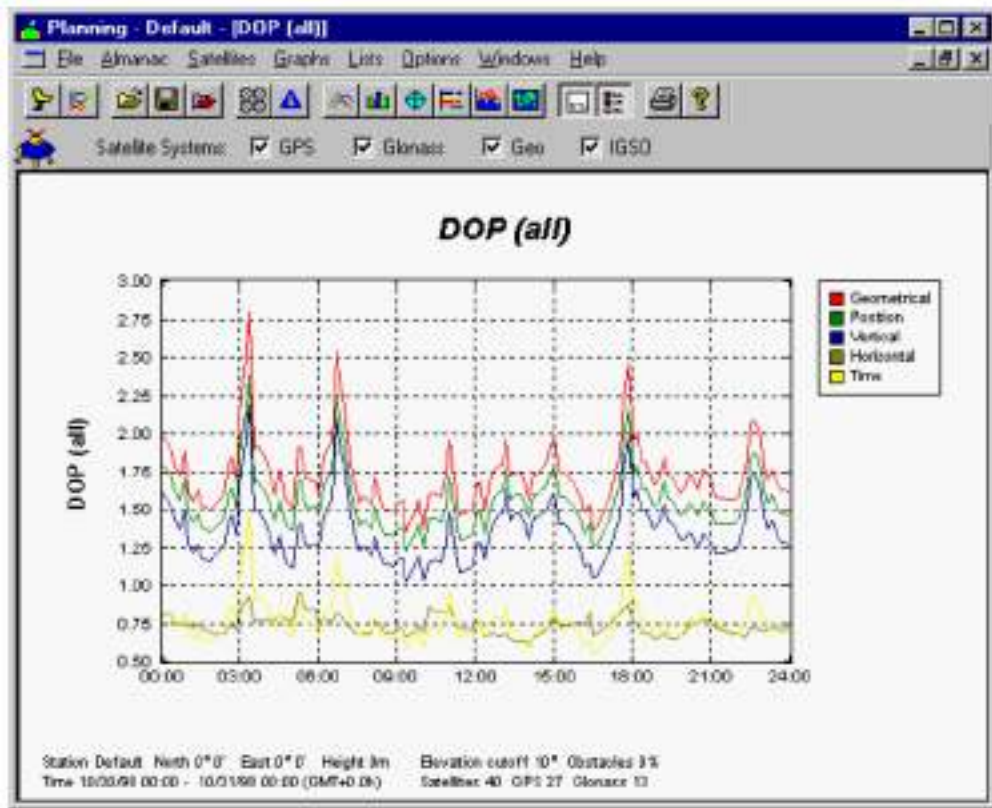 Planning - Default - [DOP (all)]
File Almanac Satellites Graphs Lists Options Windows Help
Satellite Systems: GPS Glonass Geo IGSO
DOP (all)
3.00
2.75
2.50
2.25
2.00
1.75
1.50
1.25
1.00
0.75
0.50
DOP (all)
00:00 03:00 06:00 09:00 12:00 15:00 18:00 21:00 24:00
Geometrical
Position
Vertical
Horizontal
Time
Station Default North 0° 0' East 0° 0' Height 0m Elevation cutoff 10° Obstacles
Time 10/30/98 00:00 - 10/31/98 00:00 (GMT+0.0h) Satellites 40 GPS 27 Glonass 13